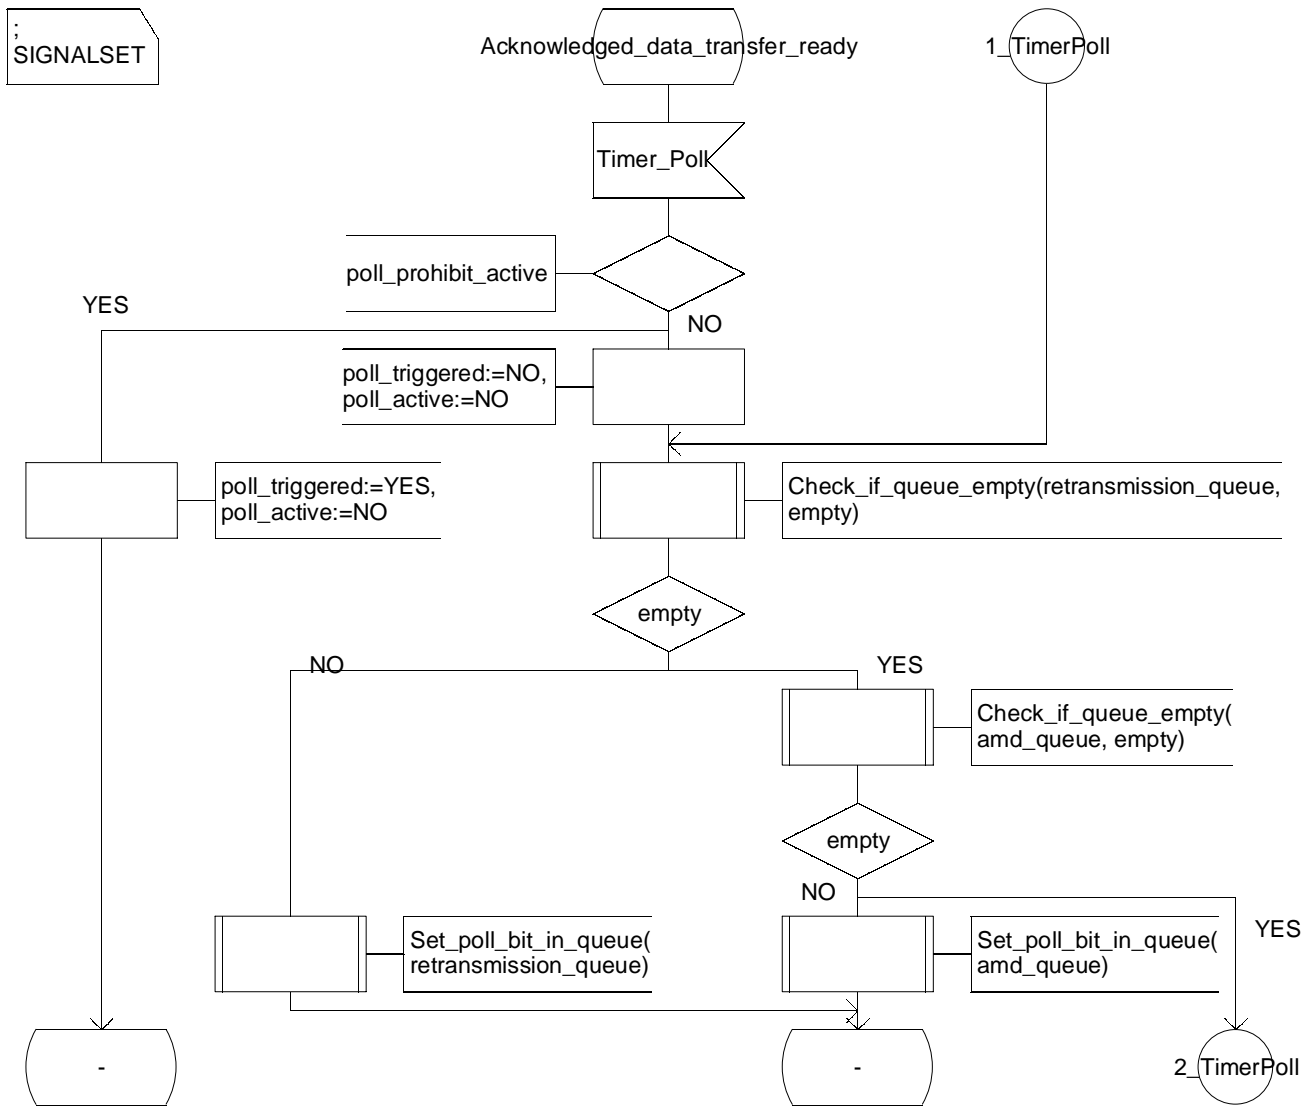 ;
SIGNALSET
Acknowledged_data_transfer_ready
1_TimerPoll
Timer_Poll
poll_prohibit_active
YES
NO
poll_triggered:=NO,
poll_active:=NO
poll_triggered:=YES,
poll_active:=NO
Check_if_queue_empty(retransmission_queue,
empty)
empty
NO
YES
Check_if_queue_empty(
amd_queue, empty)
empty
NO
YES
Set_poll_bit_in_queue(
retransmission_queue)
Set_poll_bit_in_queue(
amd_queue)
-
-
2_TimerPoll